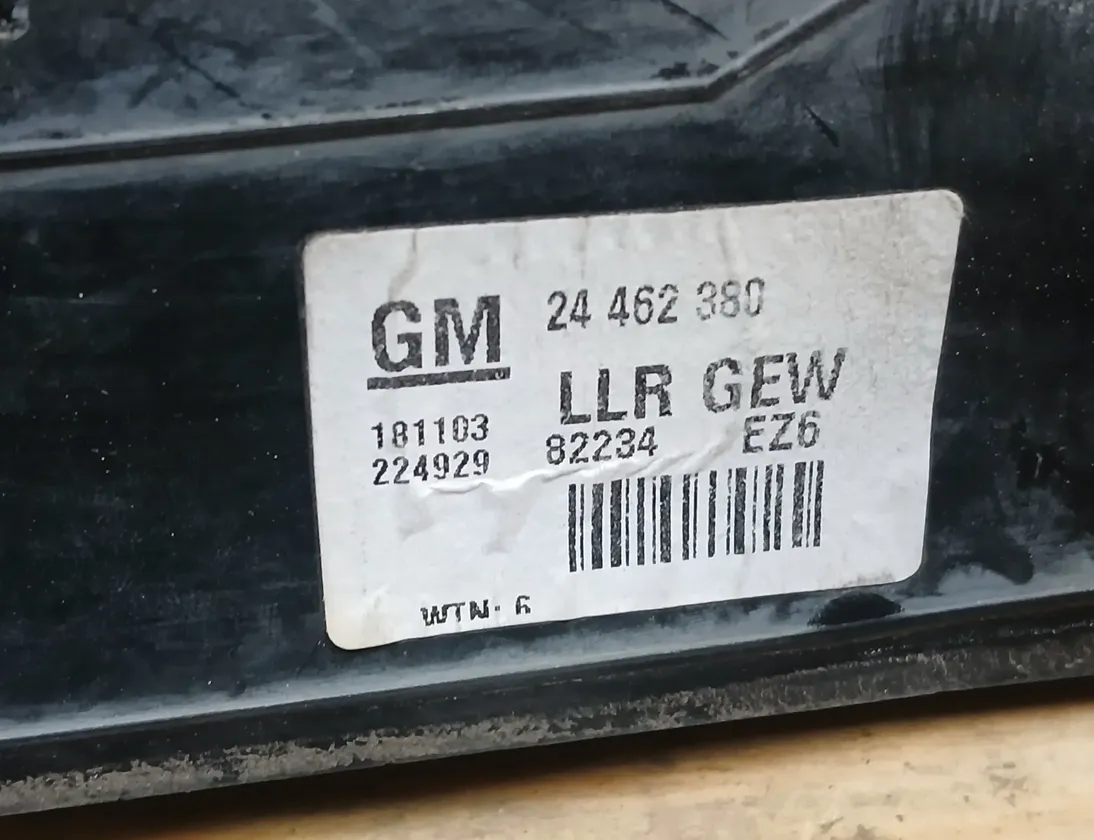 GM 24 462 380
LLR GEW
181103 82234 EZ6
224929
WTN- 6